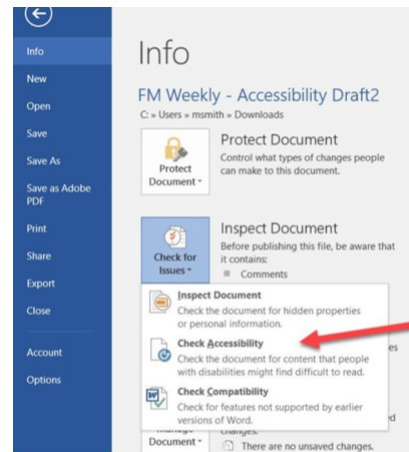 Info
New
Open
Save
Save As
Save as Adobe
PDF
Print
Share
Export
Close
Account
Options
Info
FM Weekly - Accessibility Draft2
C: » Users » msmith » Downloads
Protect
Document
Protect Document
Control what types of changes people
can make to this document.
Check for
Issues
Inspect Document
Before publishing this file, be aware that
it contains:
Comments
Inspect Document
Check the document for hidden properties
or personal information.
Check Accessibility
Check the document for content that people
with disabilities might find difficult to read.
Check Compatibility
Check for features not supported by earlier
versions of Word.
Document
There are no unsaved changes.